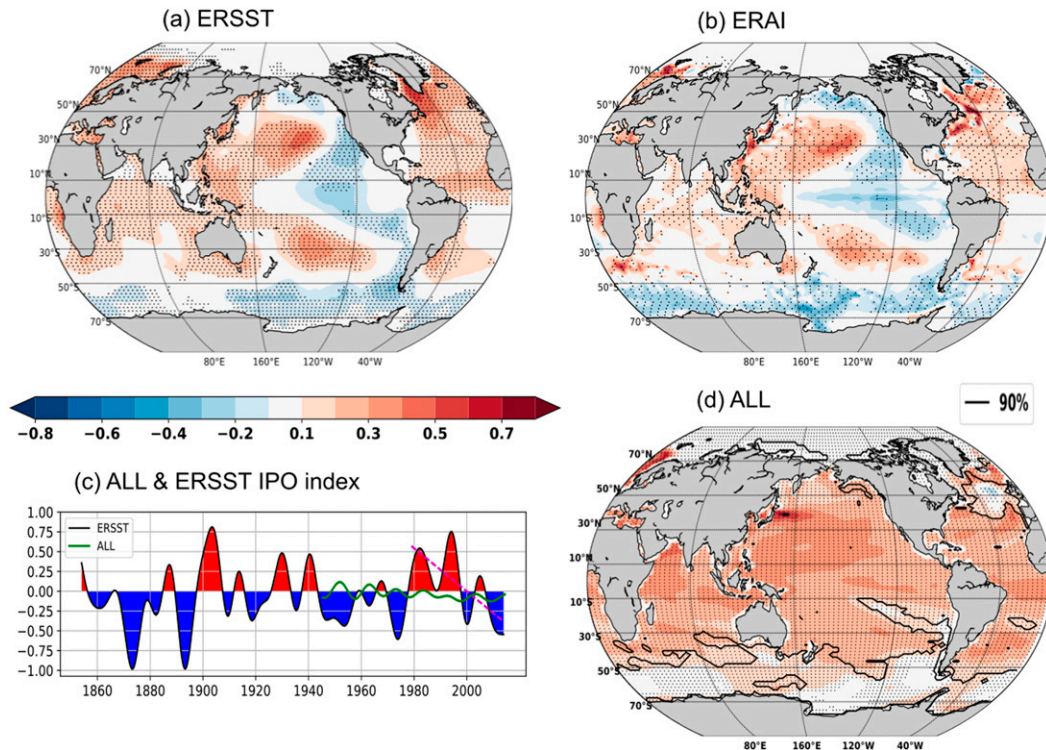 (a) ERSST
(b) ERAI
70°N
50°N
30°N
10°N
10°S
30°S
50°S
70°S
80°E 160°E 120°W 40°W
70°N
50°N
30°N
10°N
10°S
30°S
50°S
70°S
80°E 160°E 120°W 40°W
−0.8 −0.6 −0.4 −0.2 0.1 0.3 0.5 0.7
(c) ALL & ERSST IPO index
ERSST
ALL
1.00
0.75
0.50
0.25
0.00
−0.25
−0.50
−0.75
−1.00
1860 1880 1900 1920 1940 1960 1980 2000
(d) ALL
90%
70°N
50°N
30°N
10°N
10°S
30°S
50°S
70°S
80°E 160°E 120°W 40°W